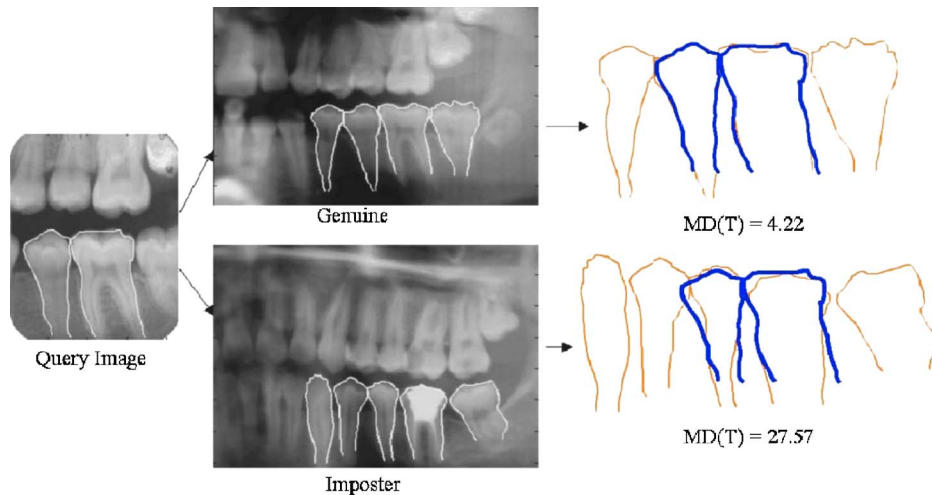 Genuine
MD(T) = 4.22
Query Image
MD(T) = 27.57
Imposter